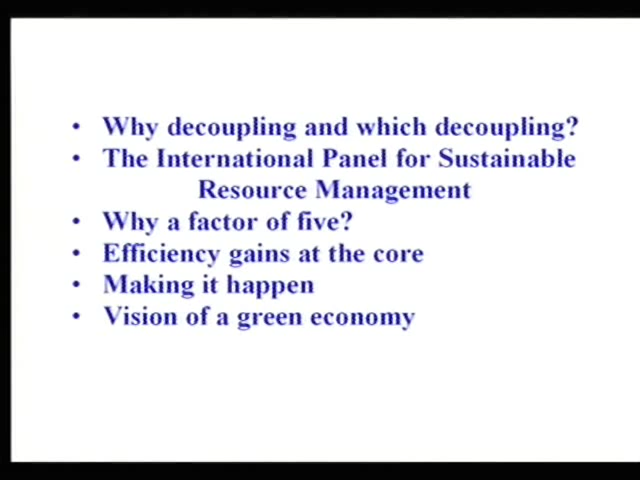 • Why decoupling and which decoupling?
• The International Panel for Sustainable
Resource Management
• Why a factor of five?
• Efficiency gains at the core
• Making it happen
• Vision of a green economy